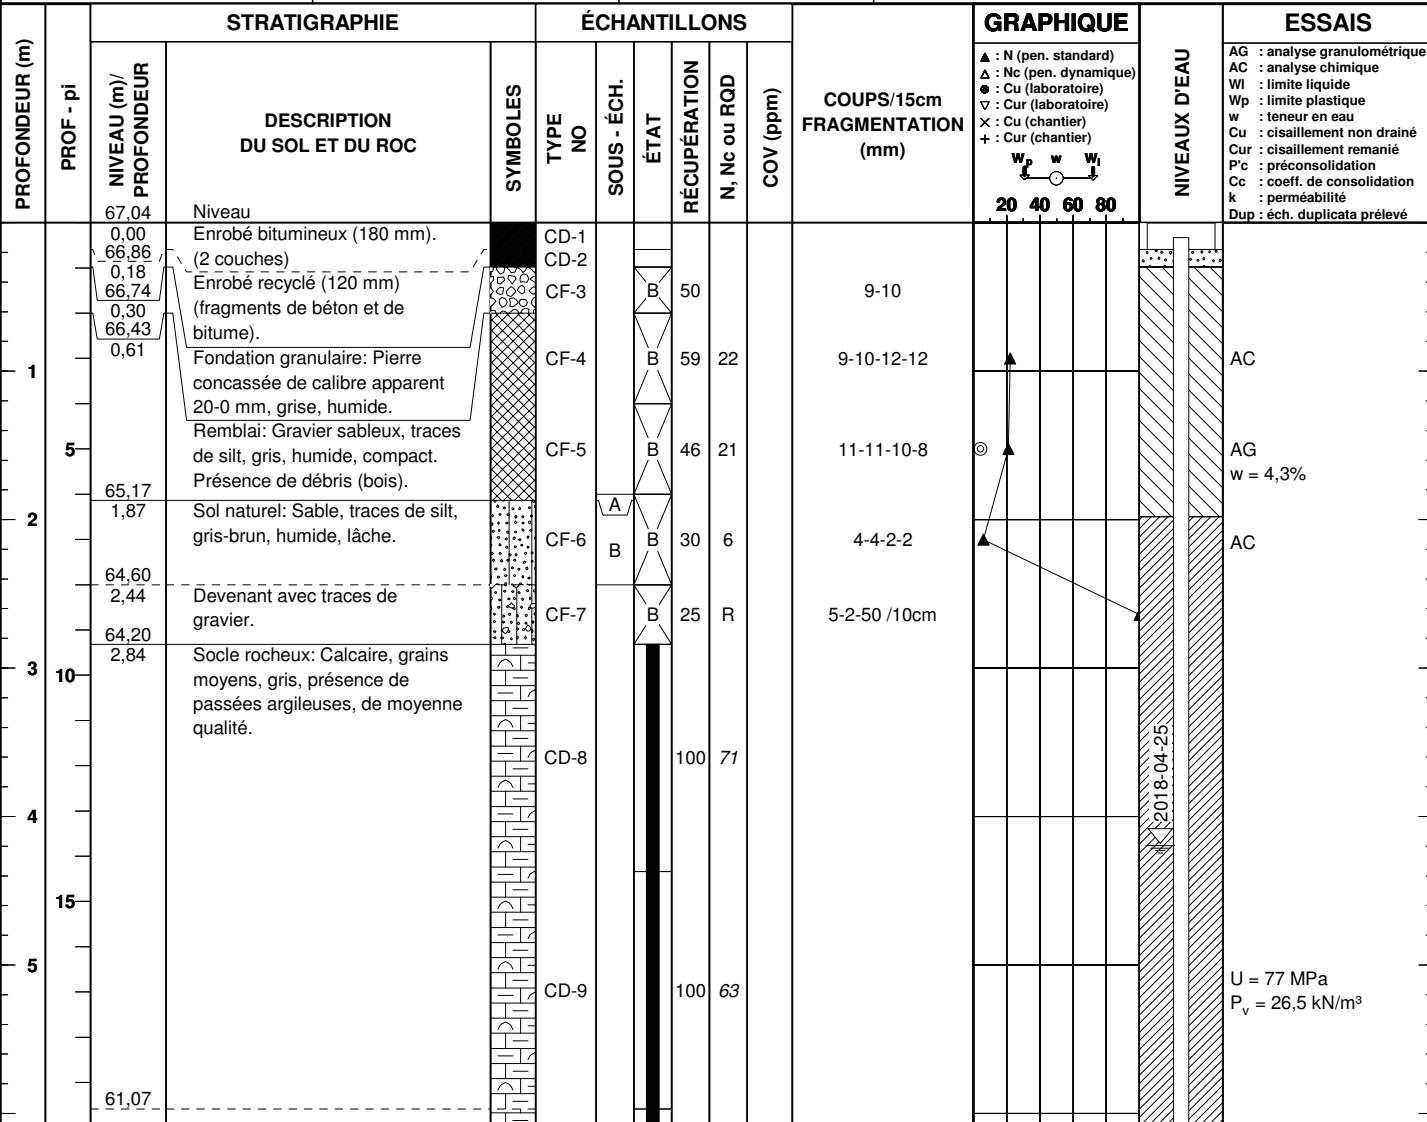 STRATIGRAPHIE
ÉCHANTILLONS
GRAPHIQUE
ESSAIS
PROFONDEUR (m)
PROF - pi
NIVEAU (m)/
PROFONDEUR
DESCRIPTION
DU SOL ET DU ROC
SYMBOLES
TYPE
NO
SOUS - ÉCH.
ÉTAT
RÉCUPÉRATION
N, Nc ou RQD
COV (ppm)
COUPS/15cm
FRAGMENTATION
(mm)
▲ : N (pen. standard)
△ : Nc (pen. dynamique)
● : Cu (laboratoire)
▽ : Cur (laboratoire)
× : Cu (chantier)
+ : Cur (chantier)
Wp w Wl
20 40 60 80
NIVEAUX D'EAU
AG : analyse granulométrique
AC : analyse chimique
Wl : limite liquide
Wp : limite plastique
w : teneur en eau
Cu : cisaillement non drainé
Cur : cisaillement remanié
P'c : préconsolidation
Cc : coeff. de consolidation
k : perméabilité
Dup : éch. duplicata prélevé
67,04 Niveau
0,00 Enrobé bitumineux (180 mm).
(2 couches)
66,86
0,18
Enrobé recyclé (120 mm)
(fragments de béton et de
bitume).
66,74
0,30
66,43
0,61
Fondation granulaire: Pierre
concassée de calibre apparent
20-0 mm, grise, humide.
Remblai: Gravier sableux, traces
de silt, gris, humide, compact.
Présence de débris (bois).
65,17
1,87
Sol naturel: Sable, traces de silt,
gris-brun, humide, lâche.
64,60
2,44
Devenant avec traces de
gravier.
64,20
2,84
Socle rocheux: Calcaire, grains
moyens, gris, présence de
passées argileuses, de moyenne
qualité.
61,07
1
2
3
4
5
5
10
15
CD-1
CD-2
CF-3 B 50 9-10
CF-4 B 59 22 9-10-12-12 AC
CF-5 B 46 21 11-11-10-8 AG
w = 4,3%
A
CF-6 B B 30 6 4-4-2-2 AC
CF-7 B 25 R 5-2-50 /10cm
CD-8 100 71
2018-04-25
CD-9 100 63
U = 77 MPa
Pv = 26,5 kN/m³